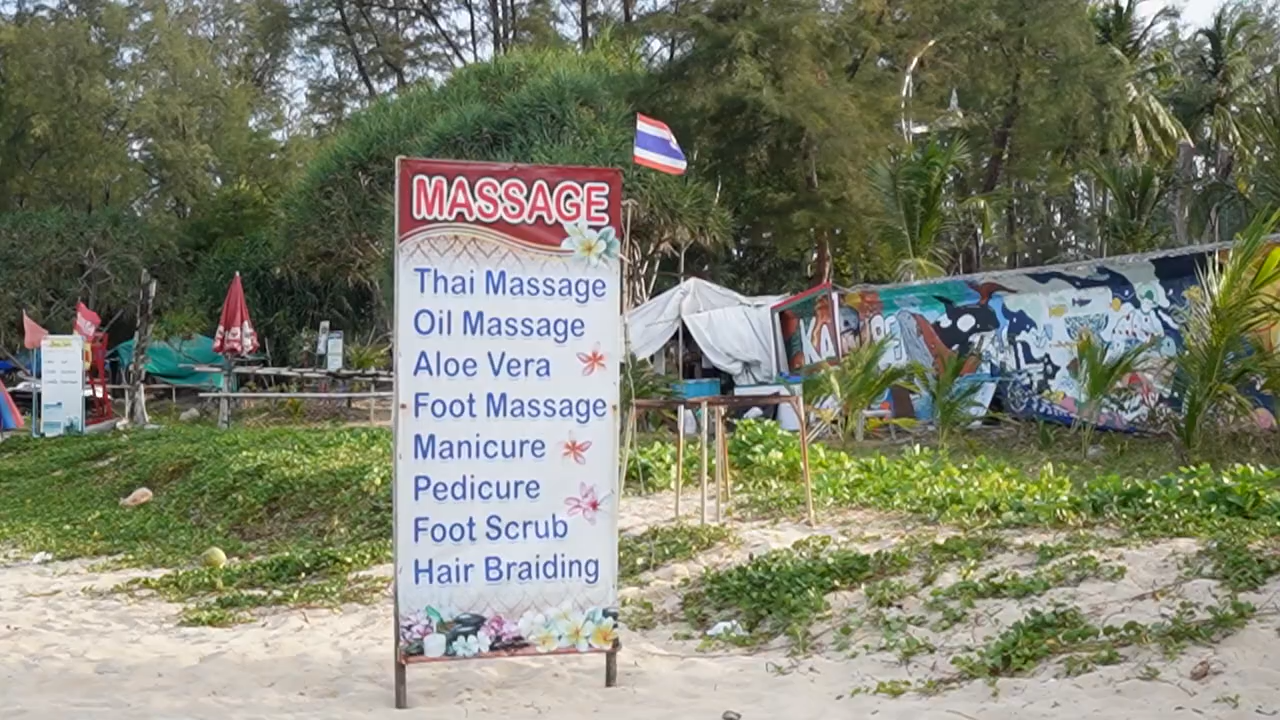 MASSAGE
Thai Massage
Oil Massage
Aloe Vera
Foot Massage
Manicure
Pedicure
Foot Scrub
Hair Braiding